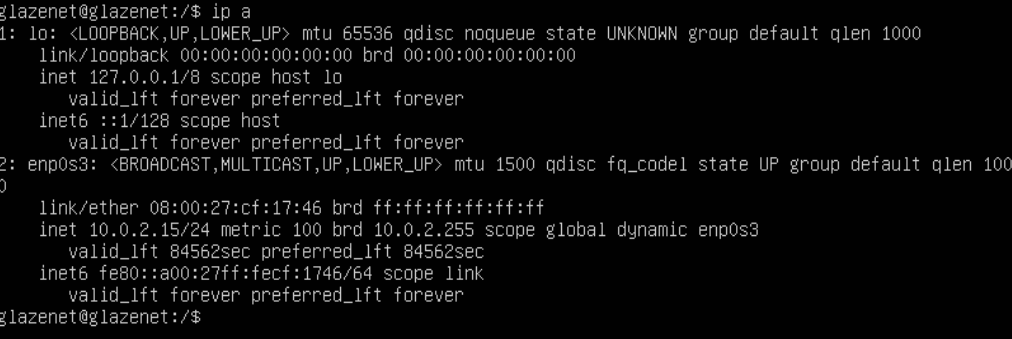 glazenet@glazenet:/$ ip a
1: lo: <LOOPBACK,UP,LOWER_UP> mtu 65536 qdisc noqueue state UNKNOWN group default qlen 1000
    link/loopback 00:00:00:00:00:00 brd 00:00:00:00:00:00
    inet 127.0.0.1/8 scope host lo
       valid_lft forever preferred_lft forever
    inet6 ::1/128 scope host
       valid_lft forever preferred_lft forever
2: enp0s3: <BROADCAST,MULTICAST,UP,LOWER_UP> mtu 1500 qdisc fq_codel state UP group default qlen 100
0
    link/ether 08:00:27:cf:17:46 brd ff:ff:ff:ff:ff:ff
    inet 10.0.2.15/24 metric 100 brd 10.0.2.255 scope global dynamic enp0s3
       valid_lft 84562sec preferred_lft 84562sec
    inet6 fe80::a00:27ff:fecf:1746/64 scope link
       valid_lft forever preferred_lft forever
glazenet@glazenet:/$